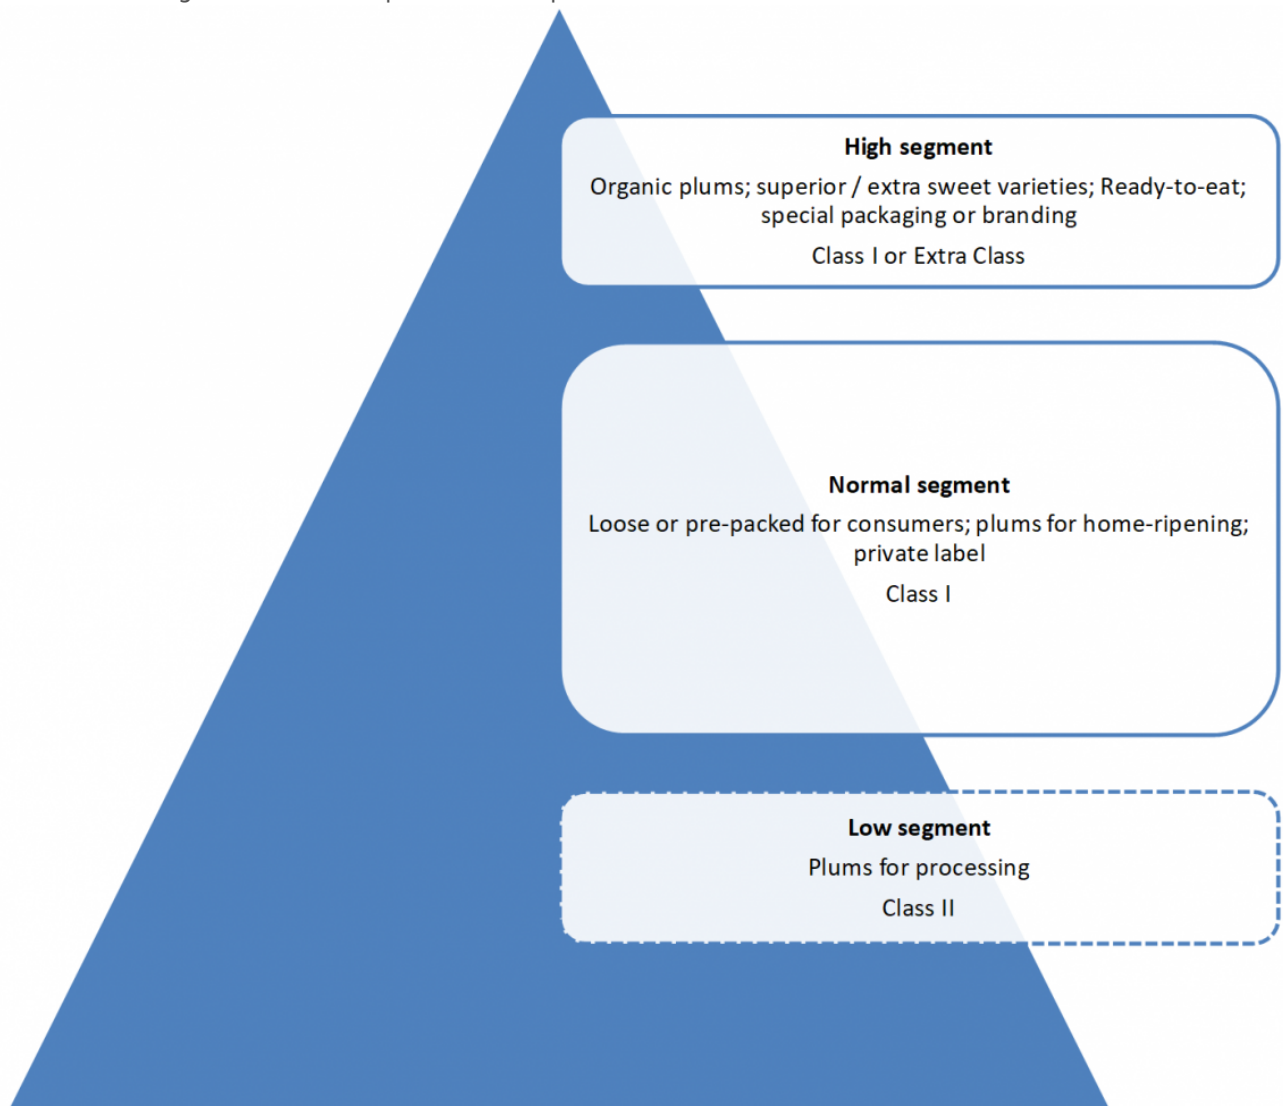 High segment
Organic plums; superior / extra sweet varieties; Ready-to-eat;
special packaging or branding
Class I or Extra Class
Normal segment
Loose or pre-packed for consumers; plums for home-ripening;
private label
Class I
Low segment
Plums for processing
Class II